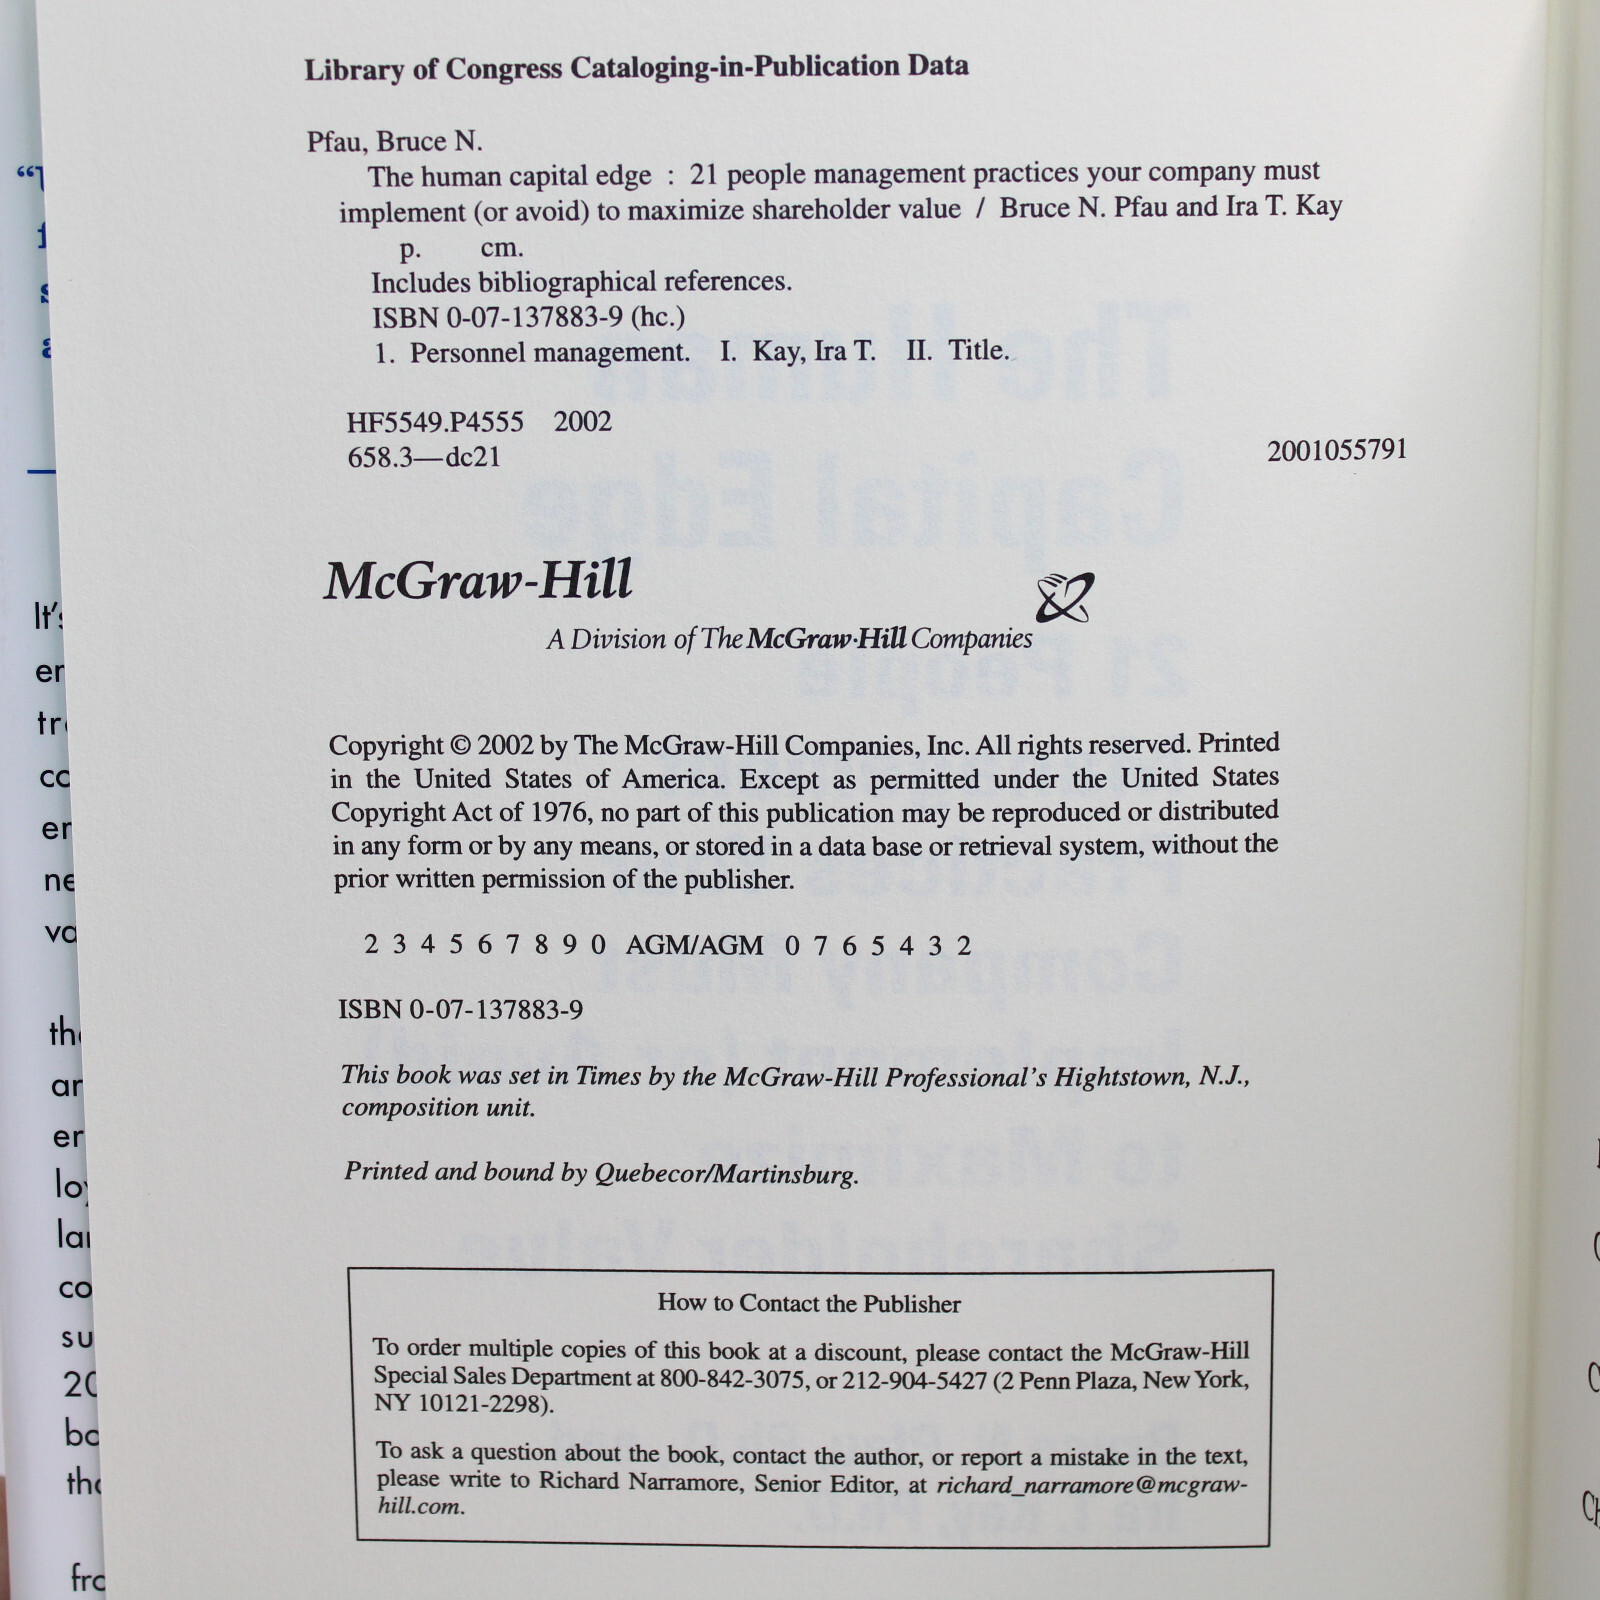 Library of Congress Cataloging-in-Publication Data
Pfau, Bruce N.
The human capital edge : 21 people management practices your company must
implement (or avoid) to maximize shareholder value / Bruce N. Pfau and Ira T. Kay
p. cm.
Includes bibliographical references.
ISBN 0-07-137883-9 (hc.)
1. Personnel management. I. Kay, Ira T. II. Title.
HF5549.P4555 2002
658.3—dc21 2001055791
McGraw-Hill
A Division of The McGraw·Hill Companies
Copyright © 2002 by The McGraw-Hill Companies, Inc. All rights reserved. Printed
in the United States of America. Except as permitted under the United States
Copyright Act of 1976, no part of this publication may be reproduced or distributed
in any form or by any means, or stored in a data base or retrieval system, without the
prior written permission of the publisher.
2 3 4 5 6 7 8 9 0 AGM/AGM 0 7 6 5 4 3 2
ISBN 0-07-137883-9
This book was set in Times by the McGraw-Hill Professional's Hightstown, N.J.,
composition unit.
Printed and bound by Quebecor/Martinsburg.
How to Contact the Publisher
To order multiple copies of this book at a discount, please contact the McGraw-Hill
Special Sales Department at 800-842-3075, or 212-904-5427 (2 Penn Plaza, New York,
NY 10121-2298).
To ask a question about the book, contact the author, or report a mistake in the text,
please write to Richard Narramore, Senior Editor, at richard_narramore@mcgraw-
hill.com.